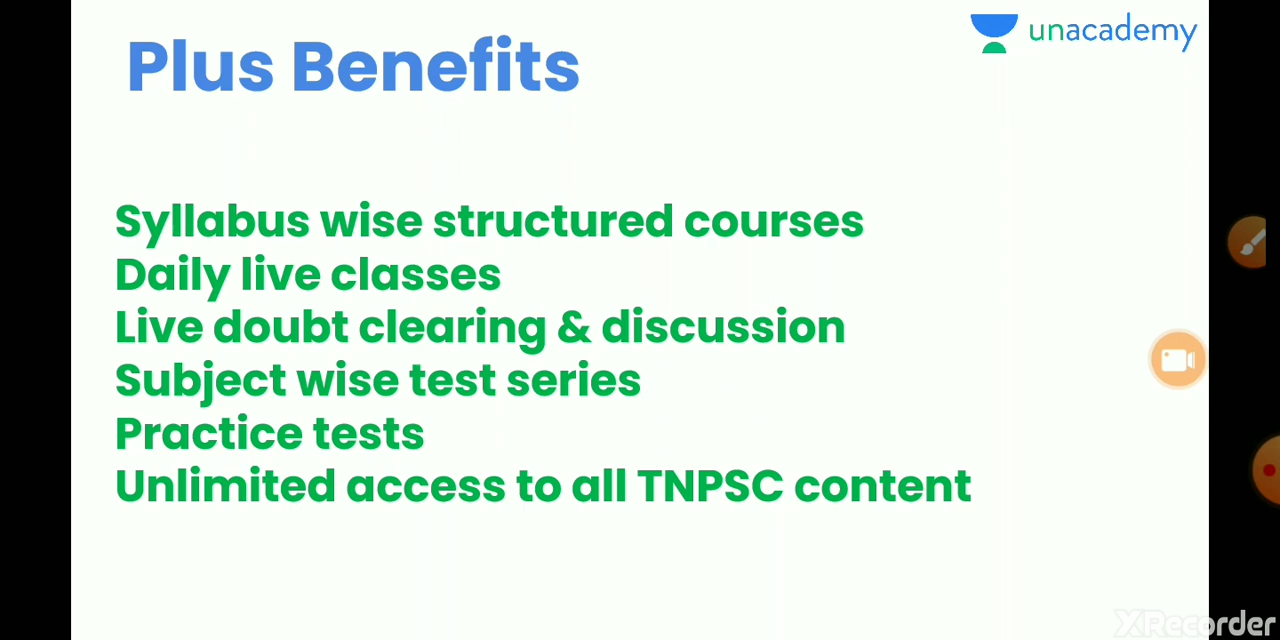 unacademy
Plus Benefits
Syllabus wise structured courses
Daily live classes
Live doubt clearing & discussion
Subject wise test series
Practice tests
Unlimited access to all TNPSC content
XRecorder